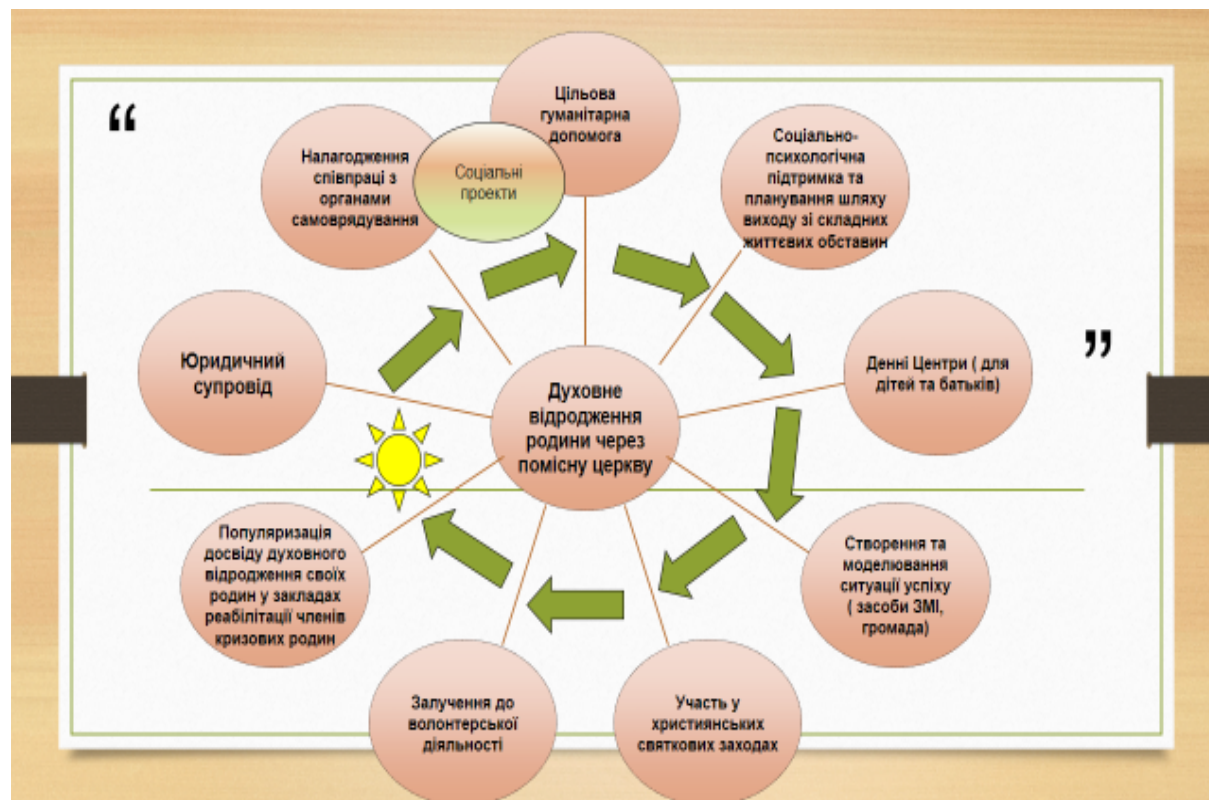 “
Цільова
гуманітарна
допомога
Соціально-
психологічна
підтримка та
планування шляху
виходу зі складних
життєвих обставин
Налагодження
співпраці з
органами
самоврядування
Соціальні
проекти
Юридичний
супровід
Денні Центри ( для
дітей та батьків)
”
Духовне
відродження
родини через
помісну церкву
Популяризація
досвіду духовного
відродження своїх
родин у закладах
реабілітації членів
кризових родин
Створення та
моделювання
ситуації успіху
( засоби ЗМІ,
громада)
Залучення до
волонтерської
діяльності
Участь у
християнських
святкових заходах